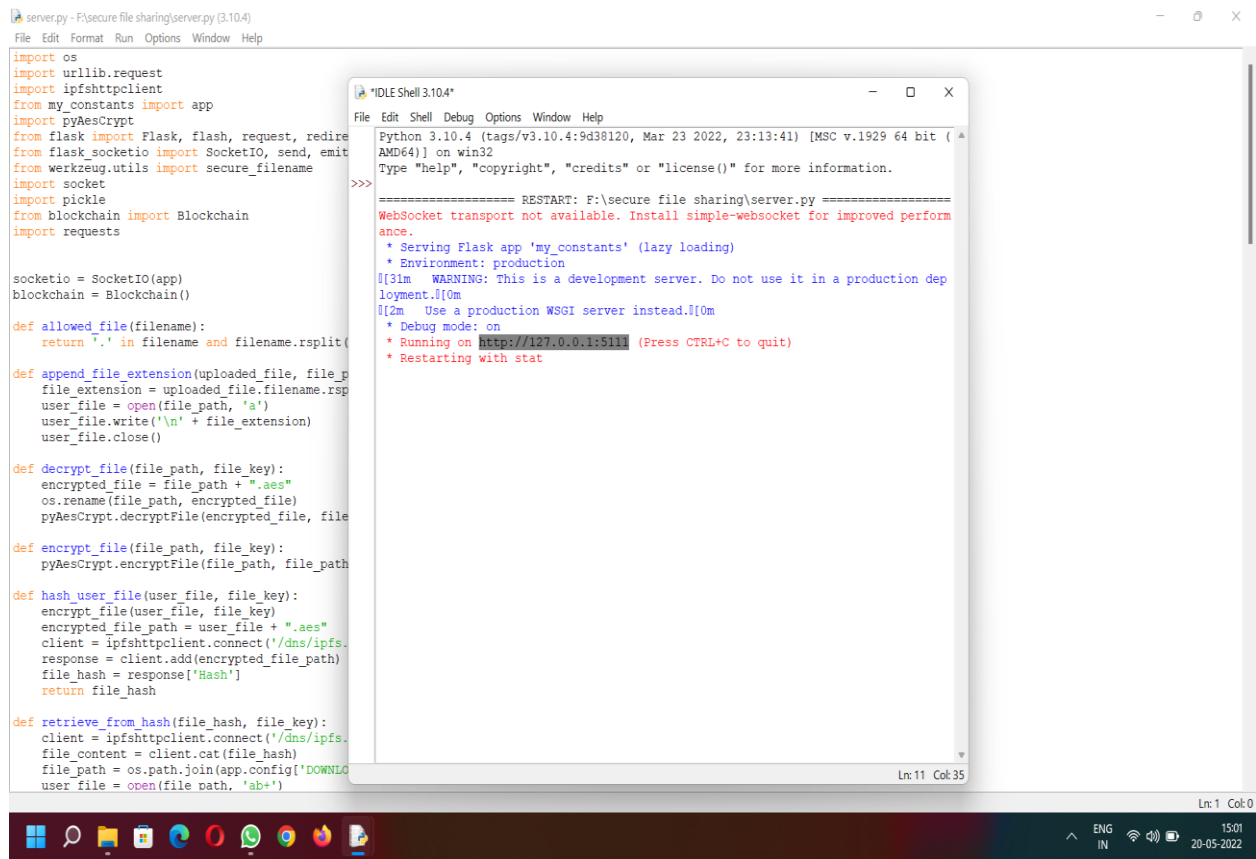 server.py - F:\secure file sharing\server.py (3.10.4)
File Edit Format Run Options Window Help
import os
import urllib.request
import ipfshttpclient
from my_constants import app
import pyAesCrypt
from flask import Flask, flash, request, redire
from flask_socketio import SocketIO, send, emit
from werkzeug.utils import secure_filename
import socket
import pickle
from blockchain import Blockchain
import requests
socketio = SocketIO(app)
blockchain = Blockchain()
def allowed_file(filename):
    return '.' in filename and filename.rsplit(
def append_file_extension(uploaded_file, file_p
    file_extension = uploaded_file.filename.rsp
    user_file = open(file_path, 'a')
    user_file.write('\n' + file_extension)
    user_file.close()
def decrypt_file(file_path, file_key):
    encrypted_file = file_path + ".aes"
    os.rename(file_path, encrypted_file)
    pyAesCrypt.decryptFile(encrypted_file, file
def encrypt_file(file_path, file_key):
    pyAesCrypt.encryptFile(file_path, file_path
def hash_user_file(user_file, file_key):
    encrypt_file(user_file, file_key)
    encrypted_file_path = user_file + ".aes"
    client = ipfshttpclient.connect('/dns/ipfs.
    response = client.add(encrypted_file_path)
    file_hash = response['Hash']
    return file_hash
def retrieve_from_hash(file_hash, file_key):
    client = ipfshttpclient.connect('/dns/ipfs.
    file_content = client.cat(file_hash)
    file_path = os.path.join(app.config['DOWNLO
    user_file = open(file_path, 'ab+')
*IDLE Shell 3.10.4*
File Edit Shell Debug Options Window Help
Python 3.10.4 (tags/v3.10.4:9d38120, Mar 23 2022, 23:13:41) [MSC v.1929 64 bit (
AMD64)] on win32
Type "help", "copyright", "credits" or "license()" for more information.
>>>
=================== RESTART: F:\secure file sharing\server.py ==================
WebSocket transport not available. Install simple-websocket for improved perform
ance.
 * Serving Flask app 'my_constants' (lazy loading)
 * Environment: production
[31m   WARNING: This is a development server. Do not use it in a production dep
loyment.[0m
[2m   Use a production WSGI server instead.[0m
 * Debug mode: on
 * Running on http://127.0.0.1:5111 (Press CTRL+C to quit)
 * Restarting with stat
Ln: 11 Col: 35
Ln: 1 Col: 0
ENG
IN
15:01
20-05-2022